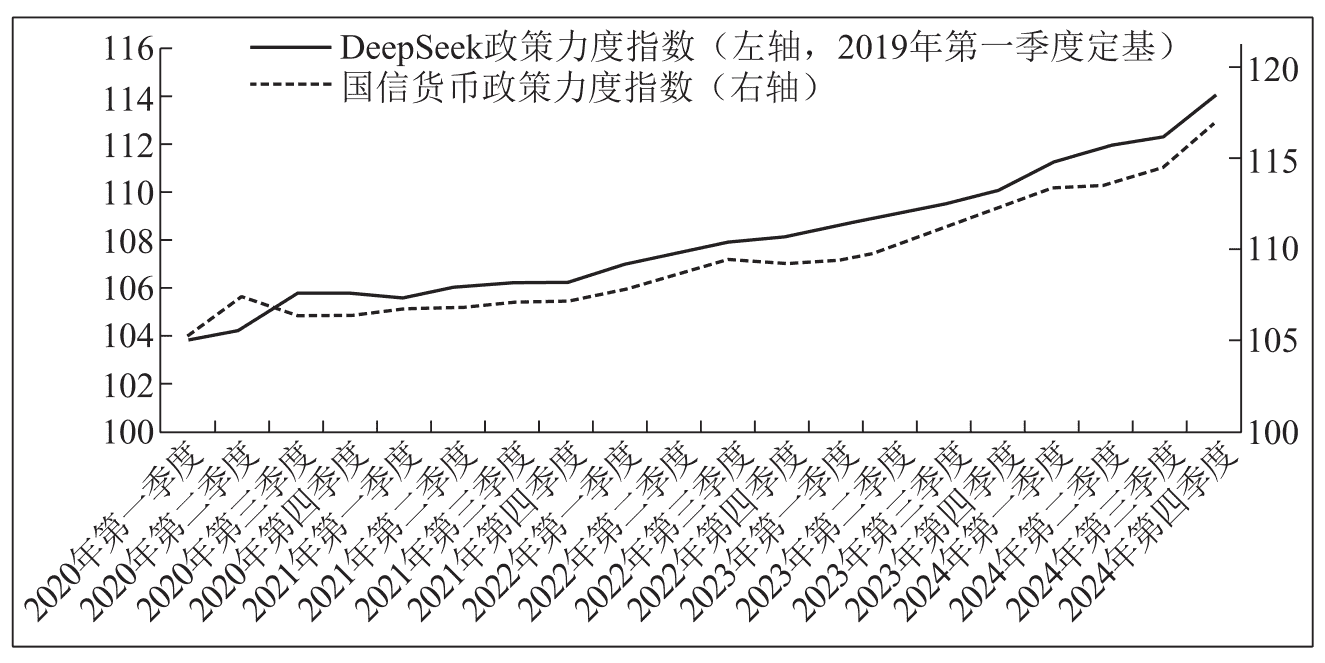 DeepSeek政策力度指数（左轴，2019年第一季度定基）
国信货币政策力度指数（右轴）
116
114
112
110
108
106
104
102
100
120
115
110
105
100
2020年第一季度
2020年第二季度
2020年第三季度
2020年第四季度
2021年第一季度
2021年第二季度
2021年第三季度
2021年第四季度
2022年第一季度
2022年第二季度
2022年第三季度
2022年第四季度
2023年第一季度
2023年第二季度
2023年第三季度
2023年第四季度
2024年第一季度
2024年第二季度
2024年第三季度
2024年第四季度